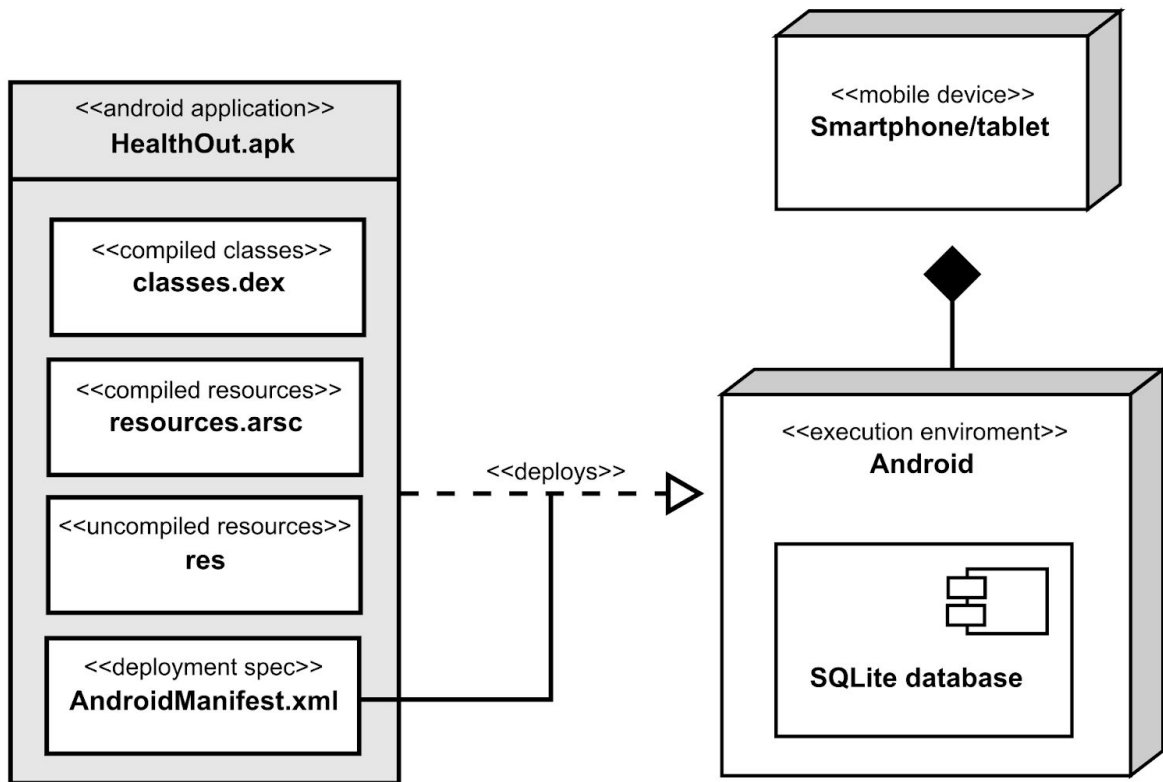 <<android application>>
HealthOut.apk
<<compiled classes>>
classes.dex
<<compiled resources>>
resources.arsc
<<uncompiled resources>>
res
<<deployment spec>>
AndroidManifest.xml
<<deploys>>
<<mobile device>>
Smartphone/tablet
<<execution enviroment>>
Android
SQLite database